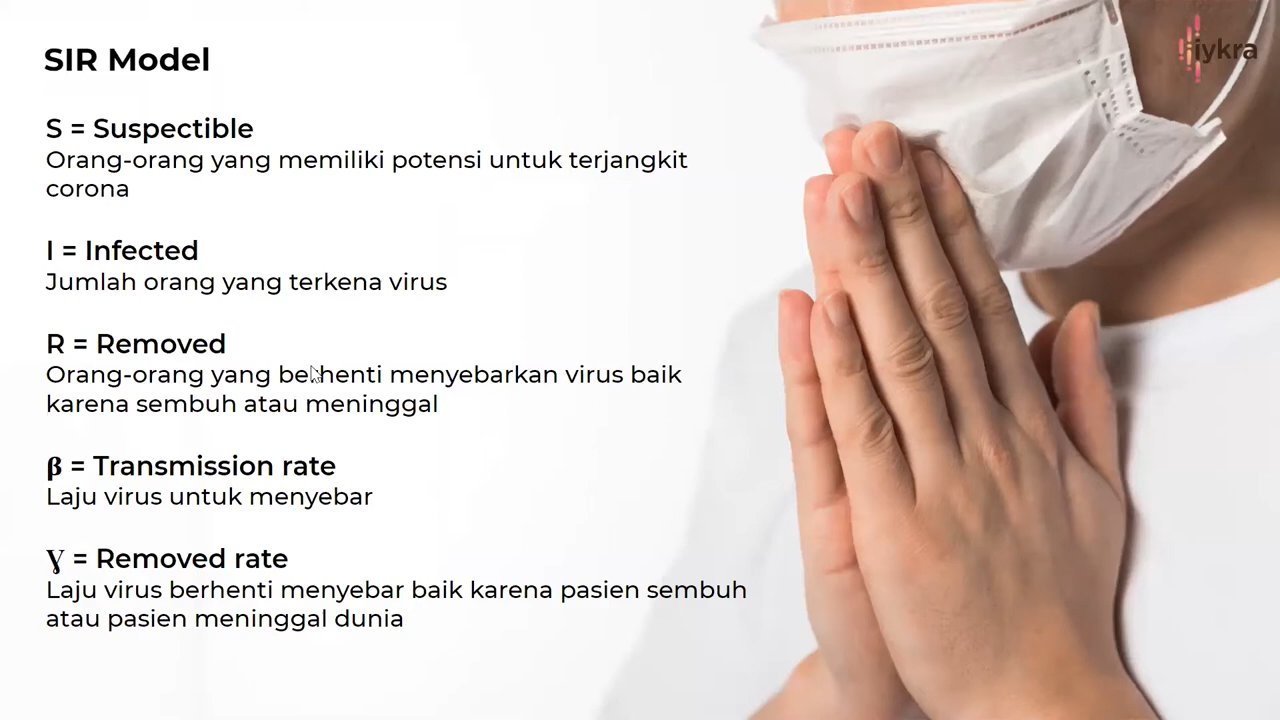 SIR Model
iykra
S = Suspectible
Orang-orang yang memiliki potensi untuk terjangkit
corona
I = Infected
Jumlah orang yang terkena virus
R = Removed
Orang-orang yang berhenti menyebarkan virus baik
karena sembuh atau meninggal
β = Transmission rate
Laju virus untuk menyebar
Ɣ = Removed rate
Laju virus berhenti menyebar baik karena pasien sembuh
atau pasien meninggal dunia